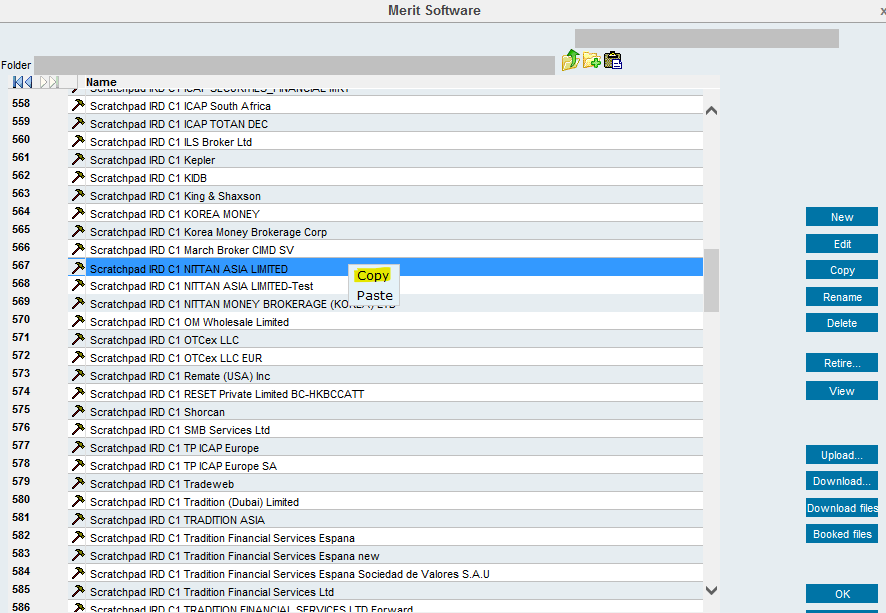 Merit Software
x
Folder
Name
Scratchpad IRD C1 ICAP SECURITIES_FINANCIAL MKT
558 Scratchpad IRD C1 ICAP South Africa
559 Scratchpad IRD C1 ICAP TOTAN DEC
560 Scratchpad IRD C1 ILS Broker Ltd
561 Scratchpad IRD C1 Kepler
562 Scratchpad IRD C1 KIDB
563 Scratchpad IRD C1 King & Shaxson
564 Scratchpad IRD C1 KOREA MONEY
New
565 Scratchpad IRD C1 Korea Money Brokerage Corp
566 Scratchpad IRD C1 March Broker CIMD SV
Edit
567 Scratchpad IRD C1 NITTAN ASIA LIMITED
Copy
Copy
568 Scratchpad IRD C1 NITTAN ASIA LIMITED-Test
Paste
Rename
569 Scratchpad IRD C1 NITTAN MONEY BROKERAGE (KOREA) LTD
570 Scratchpad IRD C1 OM Wholesale Limited
Delete
571 Scratchpad IRD C1 OTCex LLC
572 Scratchpad IRD C1 OTCex LLC EUR
Retire...
573 Scratchpad IRD C1 Remate (USA) Inc
574 Scratchpad IRD C1 RESET Private Limited BC-HKBCCATT
View
575 Scratchpad IRD C1 Shorcan
576 Scratchpad IRD C1 SMB Services Ltd
577 Scratchpad IRD C1 TP ICAP Europe
Upload...
578 Scratchpad IRD C1 TP ICAP Europe SA
579 Scratchpad IRD C1 Tradeweb
Download...
580 Scratchpad IRD C1 Tradition (Dubai) Limited
Download files
581 Scratchpad IRD C1 TRADITION ASIA
582 Scratchpad IRD C1 Tradition Financial Services Espana
Booked files
583 Scratchpad IRD C1 Tradition Financial Services Espana new
584 Scratchpad IRD C1 Tradition Financial Services Espana Sociedad de Valores S.A.U
585 Scratchpad IRD C1 Tradition Financial Services Ltd
OK
586 Scratchpad IRD C1 TRADITION FINANCIAL SERVICES LTD Forward